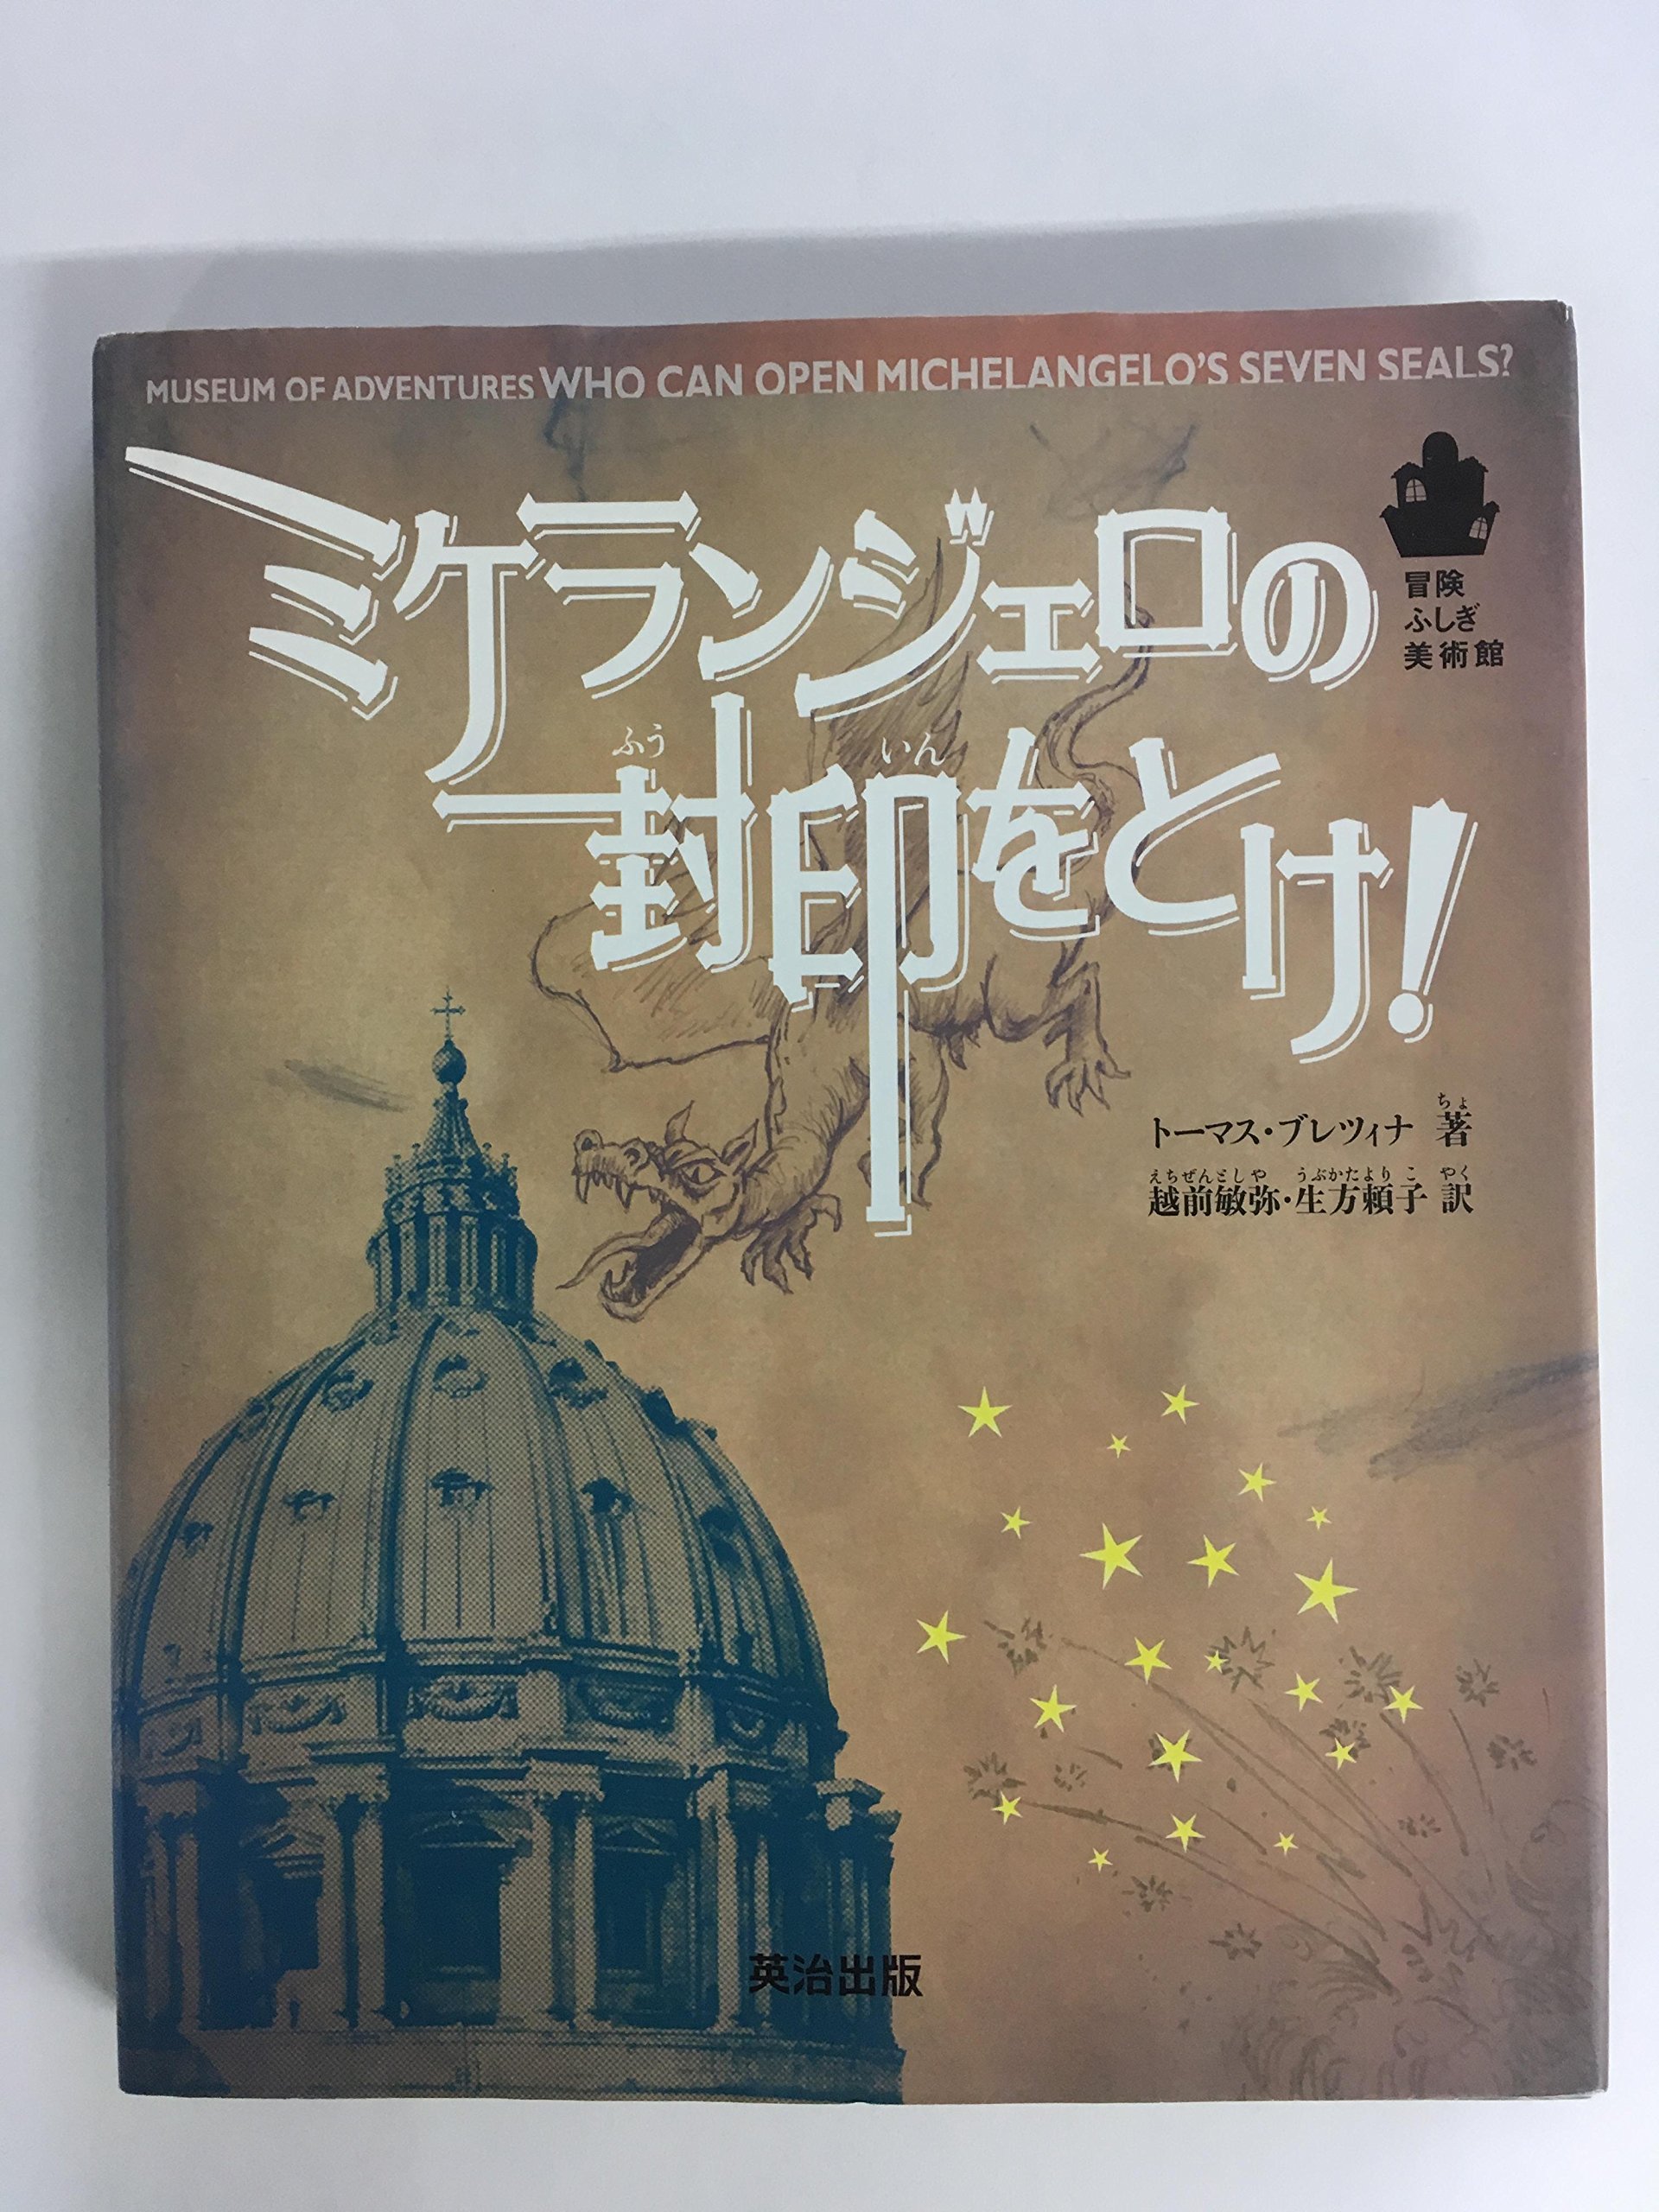 MUSEUM OF ADVENTURES WHO CAN OPEN MICHELANGELO'S SEVEN SEALS?
ミケランジェロの
冒険
ふしぎ
美術館
ふういん
封印をとけ!
ちょ
トーマス・ブレツィナ 著
えちぜんとしや うぶかたよりこ やく
越前敏弥・生方頼子 訳
英治出版